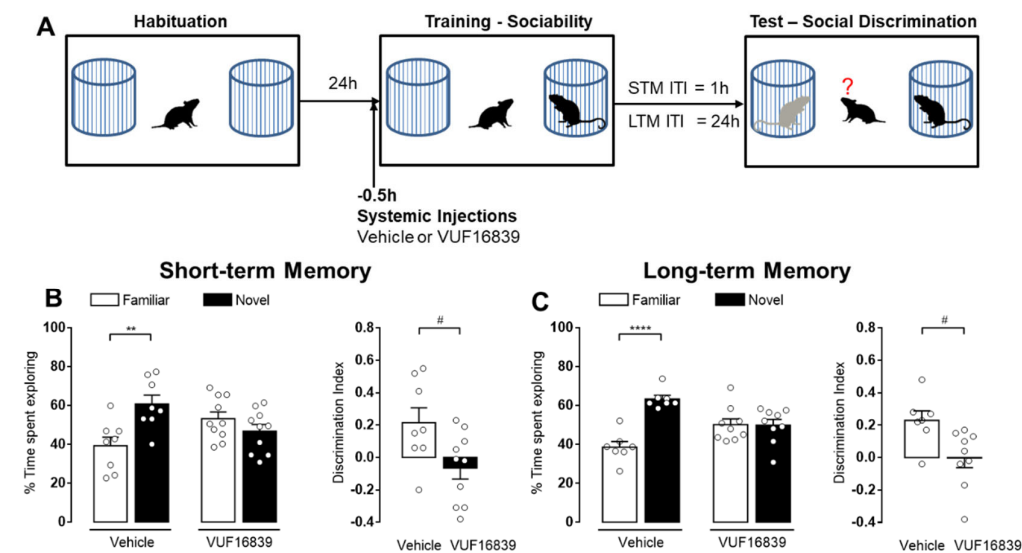 A
Habituation
Training - Sociability
Test – Social Discrimination
24h
STM ITI = 1h
LTM ITI = 24h
?
-0.5h
Systemic Injections
Vehicle or VUF16839
Short-term Memory
Long-term Memory
B
Familiar
Novel
% Time spent exploring
100
80
60
40
20
0
**
Vehicle
VUF16839
Discrimination Index
0.8
0.6
0.4
0.2
0.0
-0.2
-0.4
#
Vehicle
VUF16839
C
Familiar
Novel
% Time spent exploring
100
80
60
40
20
0
****
Vehicle
VUF16839
Discrimination Index
0.8
0.6
0.4
0.2
0.0
-0.2
-0.4
#
Vehicle
VUF16839